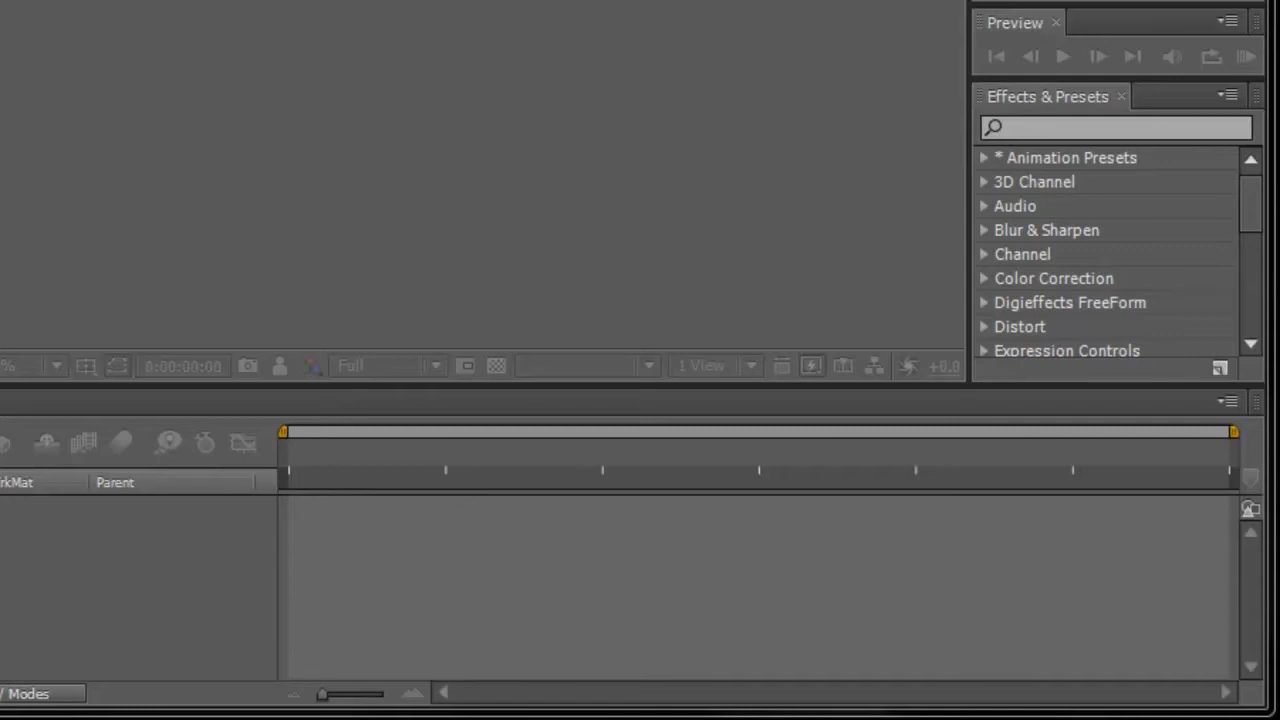 Preview
Effects & Presets
* Animation Presets
3D Channel
Audio
Blur & Sharpen
Channel
Color Correction
Digieffects FreeForm
Distort
Expression Controls
% 0:00:00:00 Full 1 View +0.0
rkMat Parent
/ Modes